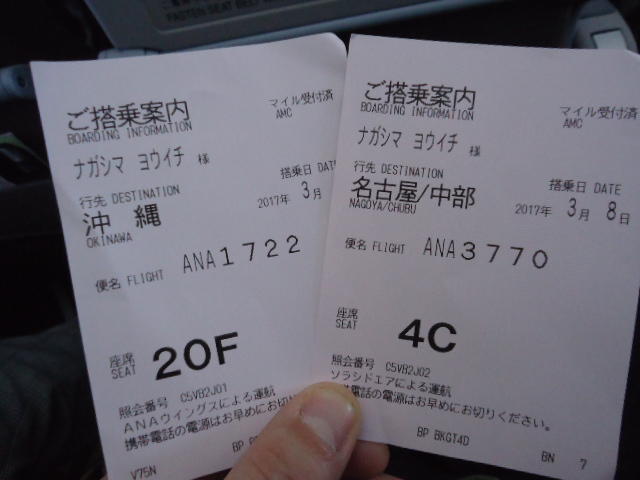 FASTEN SEAT BELT
ご搭乗案内
BOARDING INFORMATION
マイル受付済
AMC
ナガシマ ヨウイチ 様
行先 DESTINATION
搭乗日
沖縄
OKINAWA
2017年 3月
便名 FLIGHT ANA1722
座席
SEAT 20F
照会番号 C5VB2J01
ANAウイングスによる運航
携帯電話の電源はお早めにお切
V75N
BP
ご搭乗案内
BOARDING INFORMATION
マイル受付済
AMC
ナガシマ ヨウイチ 様
行先 DESTINATION
搭乗日 DATE
名古屋/中部
NAGOYA/CHUBU
2017年 3月 8日
便名 FLIGHT ANA3770
座席
SEAT 4C
照会番号 C5VB2J02
ソラシドエアによる運航
帯電話の電源はお早めにお切りください。
BP BKGT4D
BN 7